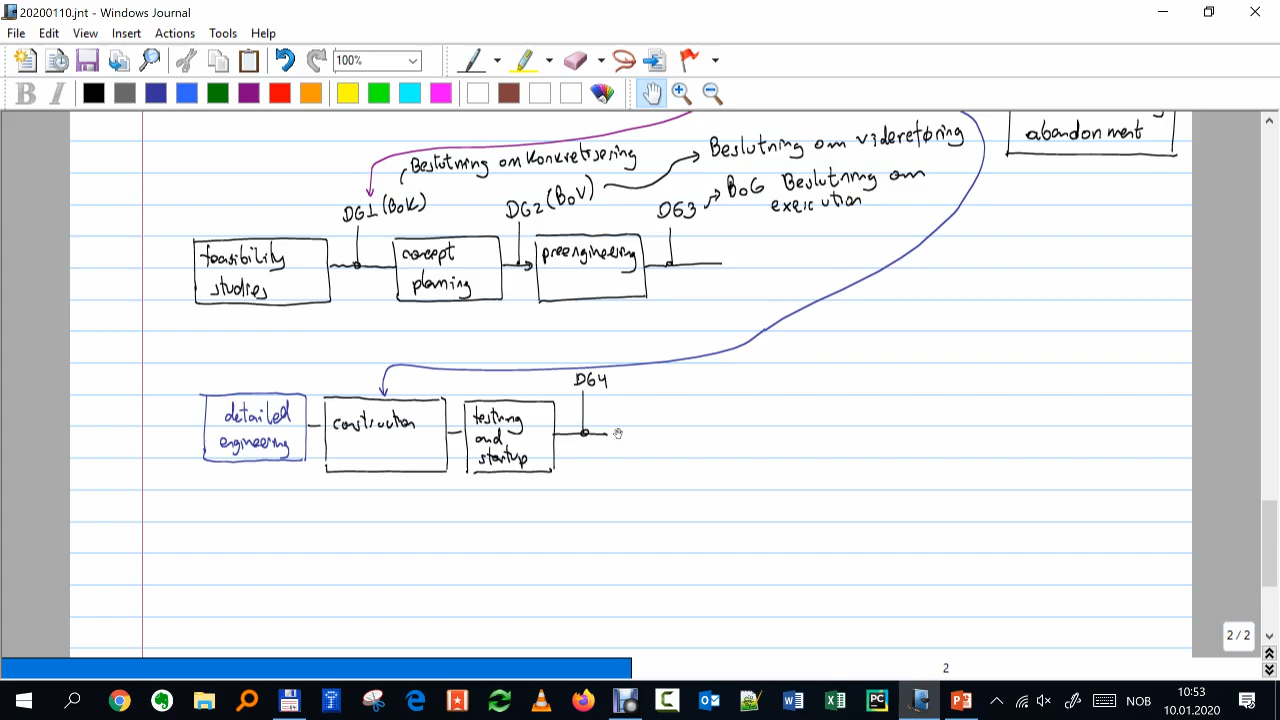 20200110.jnt - Windows Journal
File Edit View Insert Actions Tools Help
100%
B I
abandonment
Beslutning om videreføring
Beslutning om konkretisering
DG1 (BoK)
DG2 (BoV)
DG3
BoG Beslutning om
execution
feasibility
studies
concept
planning
preengineering
DG4
detailed
engineering
construction
testing
and
startup
2 / 2
2
NOB
10:53
10.01.2020